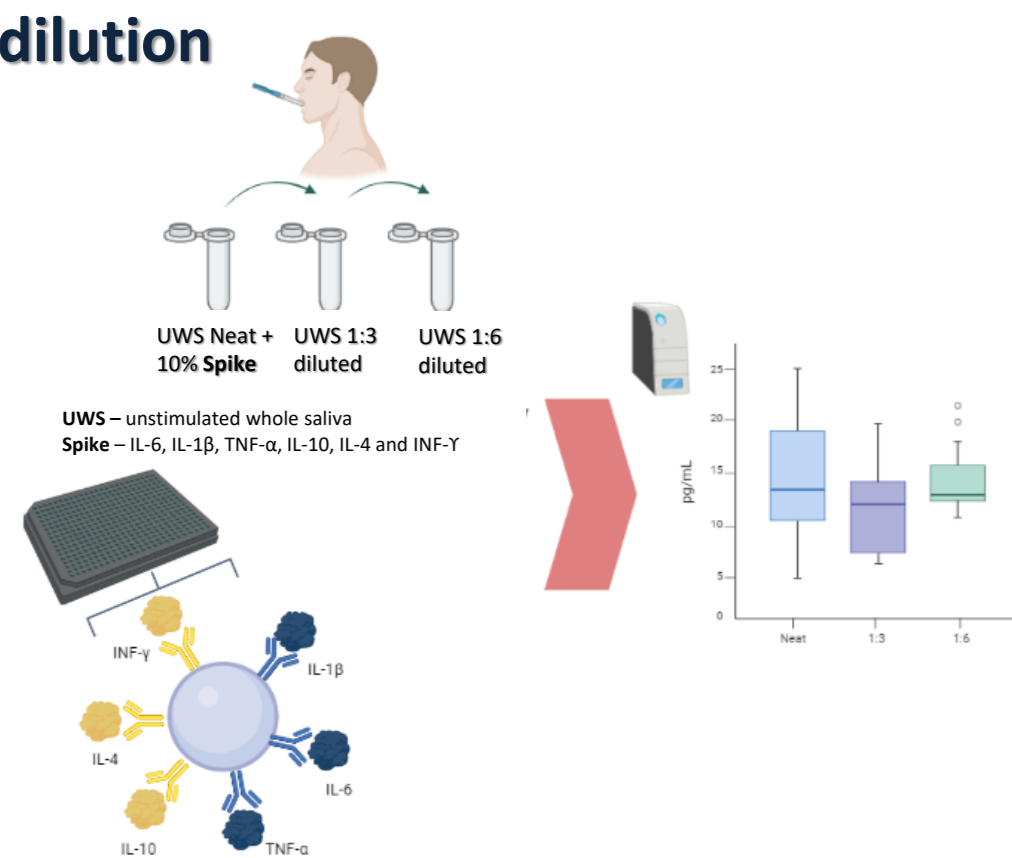 dilution
UWS Neat +
10% Spike
UWS 1:3
diluted
UWS 1:6
diluted
UWS – unstimulated whole saliva
Spike – IL-6, IL-1β, TNF-α, IL-10, IL-4 and INF-ϒ
INF-γ
IL-1β
IL-4
IL-6
IL-10
TNF-α
pg/mL
25
20
15
10
5
0
Neat
1:3
1:6